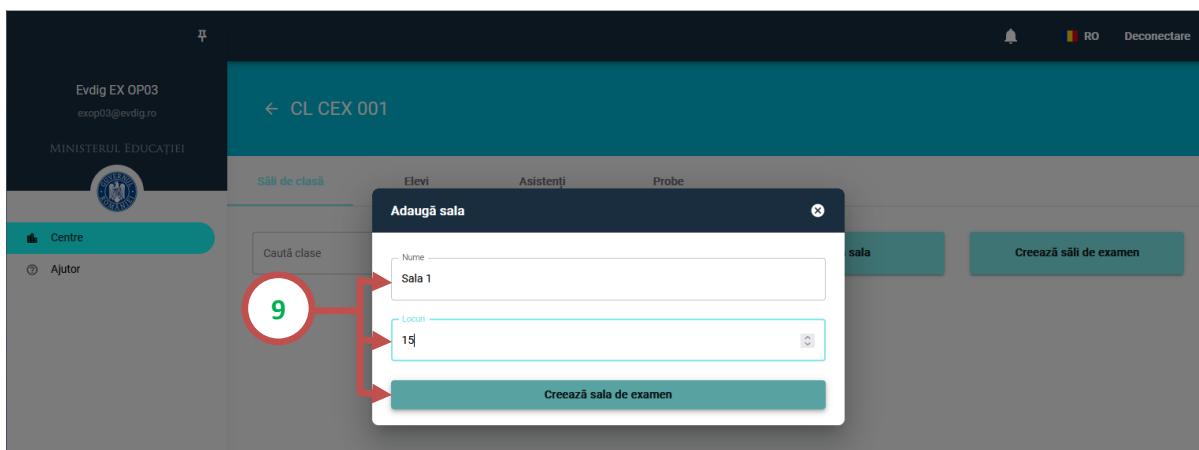 RO Deconectare
Evdig EX OP03
exop03@evdig.ro
MINISTERUL EDUCAȚIEI
← CL CEX 001
Săli de clasă Elevi Asistenți Probe
Centre
Ajutor
Caută clase
sala
Creează săli de examen
Adaugă sala
Nume
Sala 1
Locuri
15
Creează sala de examen
9